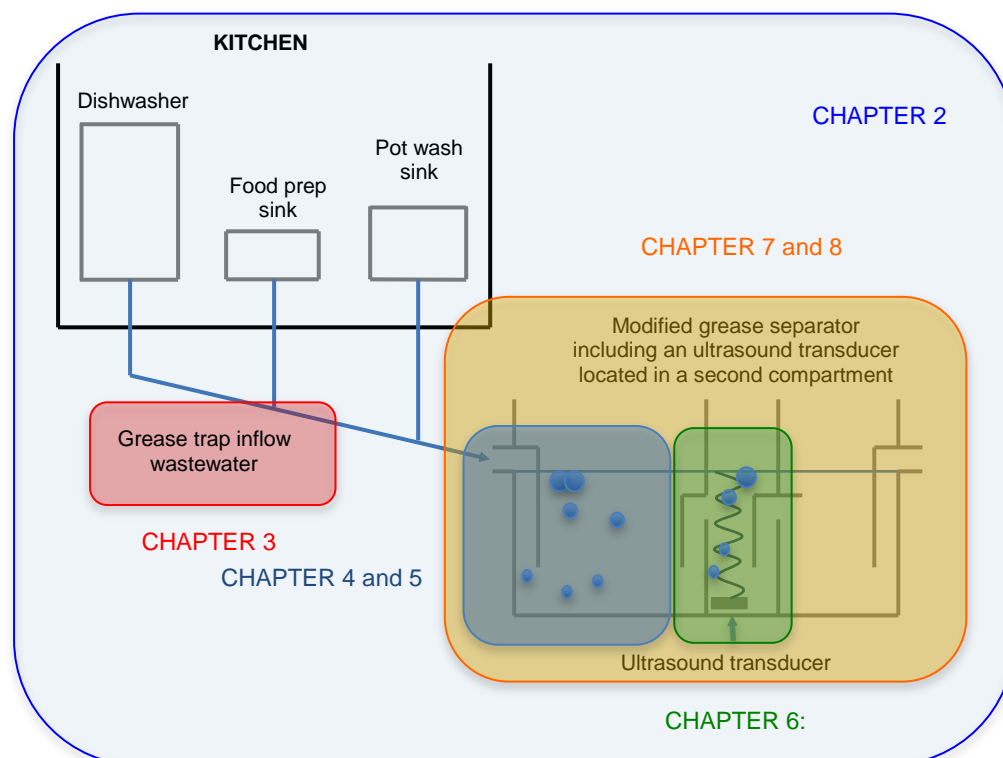 KITCHEN
Dishwasher
CHAPTER 2
Pot wash
sink
Food prep
sink
CHAPTER 7 and 8
Modified grease separator
including an ultrasound transducer
located in a second compartment
Grease trap inflow
wastewater
CHAPTER 3
CHAPTER 4 and 5
Ultrasound transducer
CHAPTER 6: